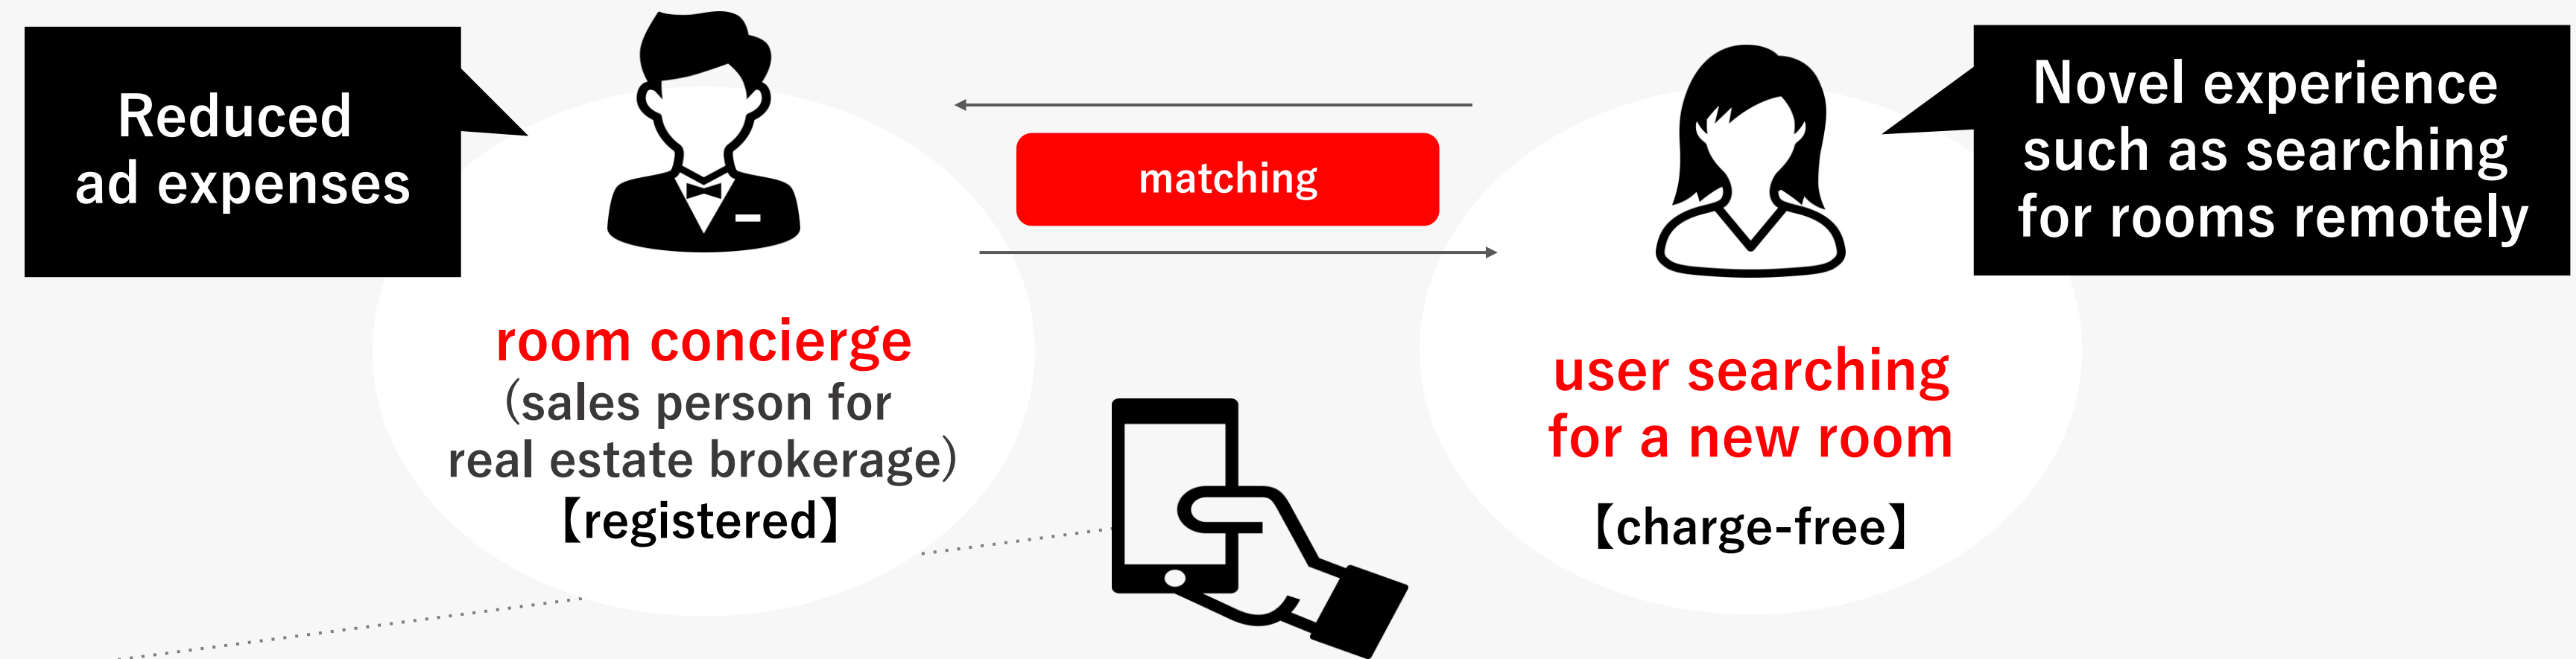 Reduced
ad expenses
matching
Novel experience
such as searching
for rooms remotely
room concierge
(sales person for
real estate brokerage)
【registered】
user searching
for a new room
【charge-free】